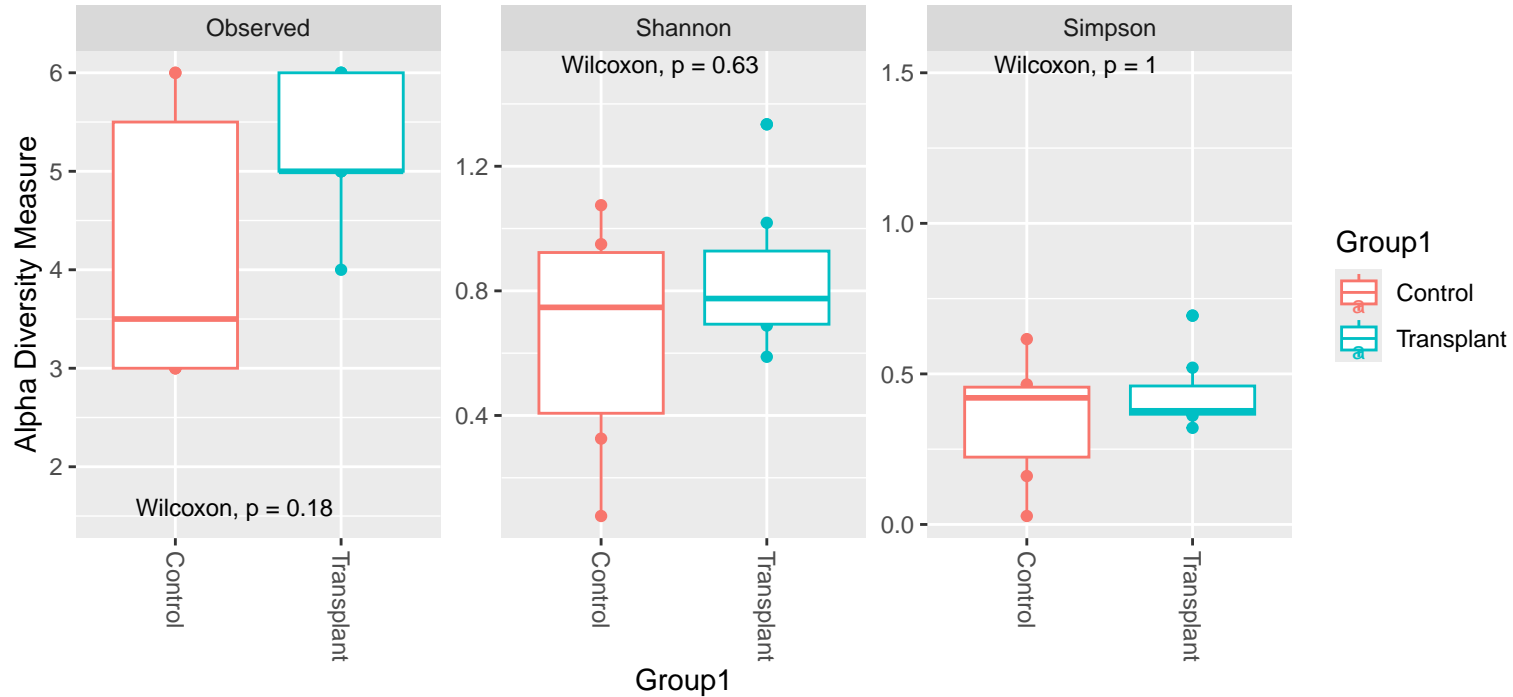 Observed
Shannon
Simpson
Alpha Diversity Measure
6
5
4
3
2
Wilcoxon, p = 0.18
Control
Transplant
Wilcoxon, p = 0.63
1.2
0.8
0.4
Control
Transplant
Wilcoxon, p = 1
1.5
1.0
0.5
0.0
Control
Transplant
Group1
Group1
a Control
a Transplant